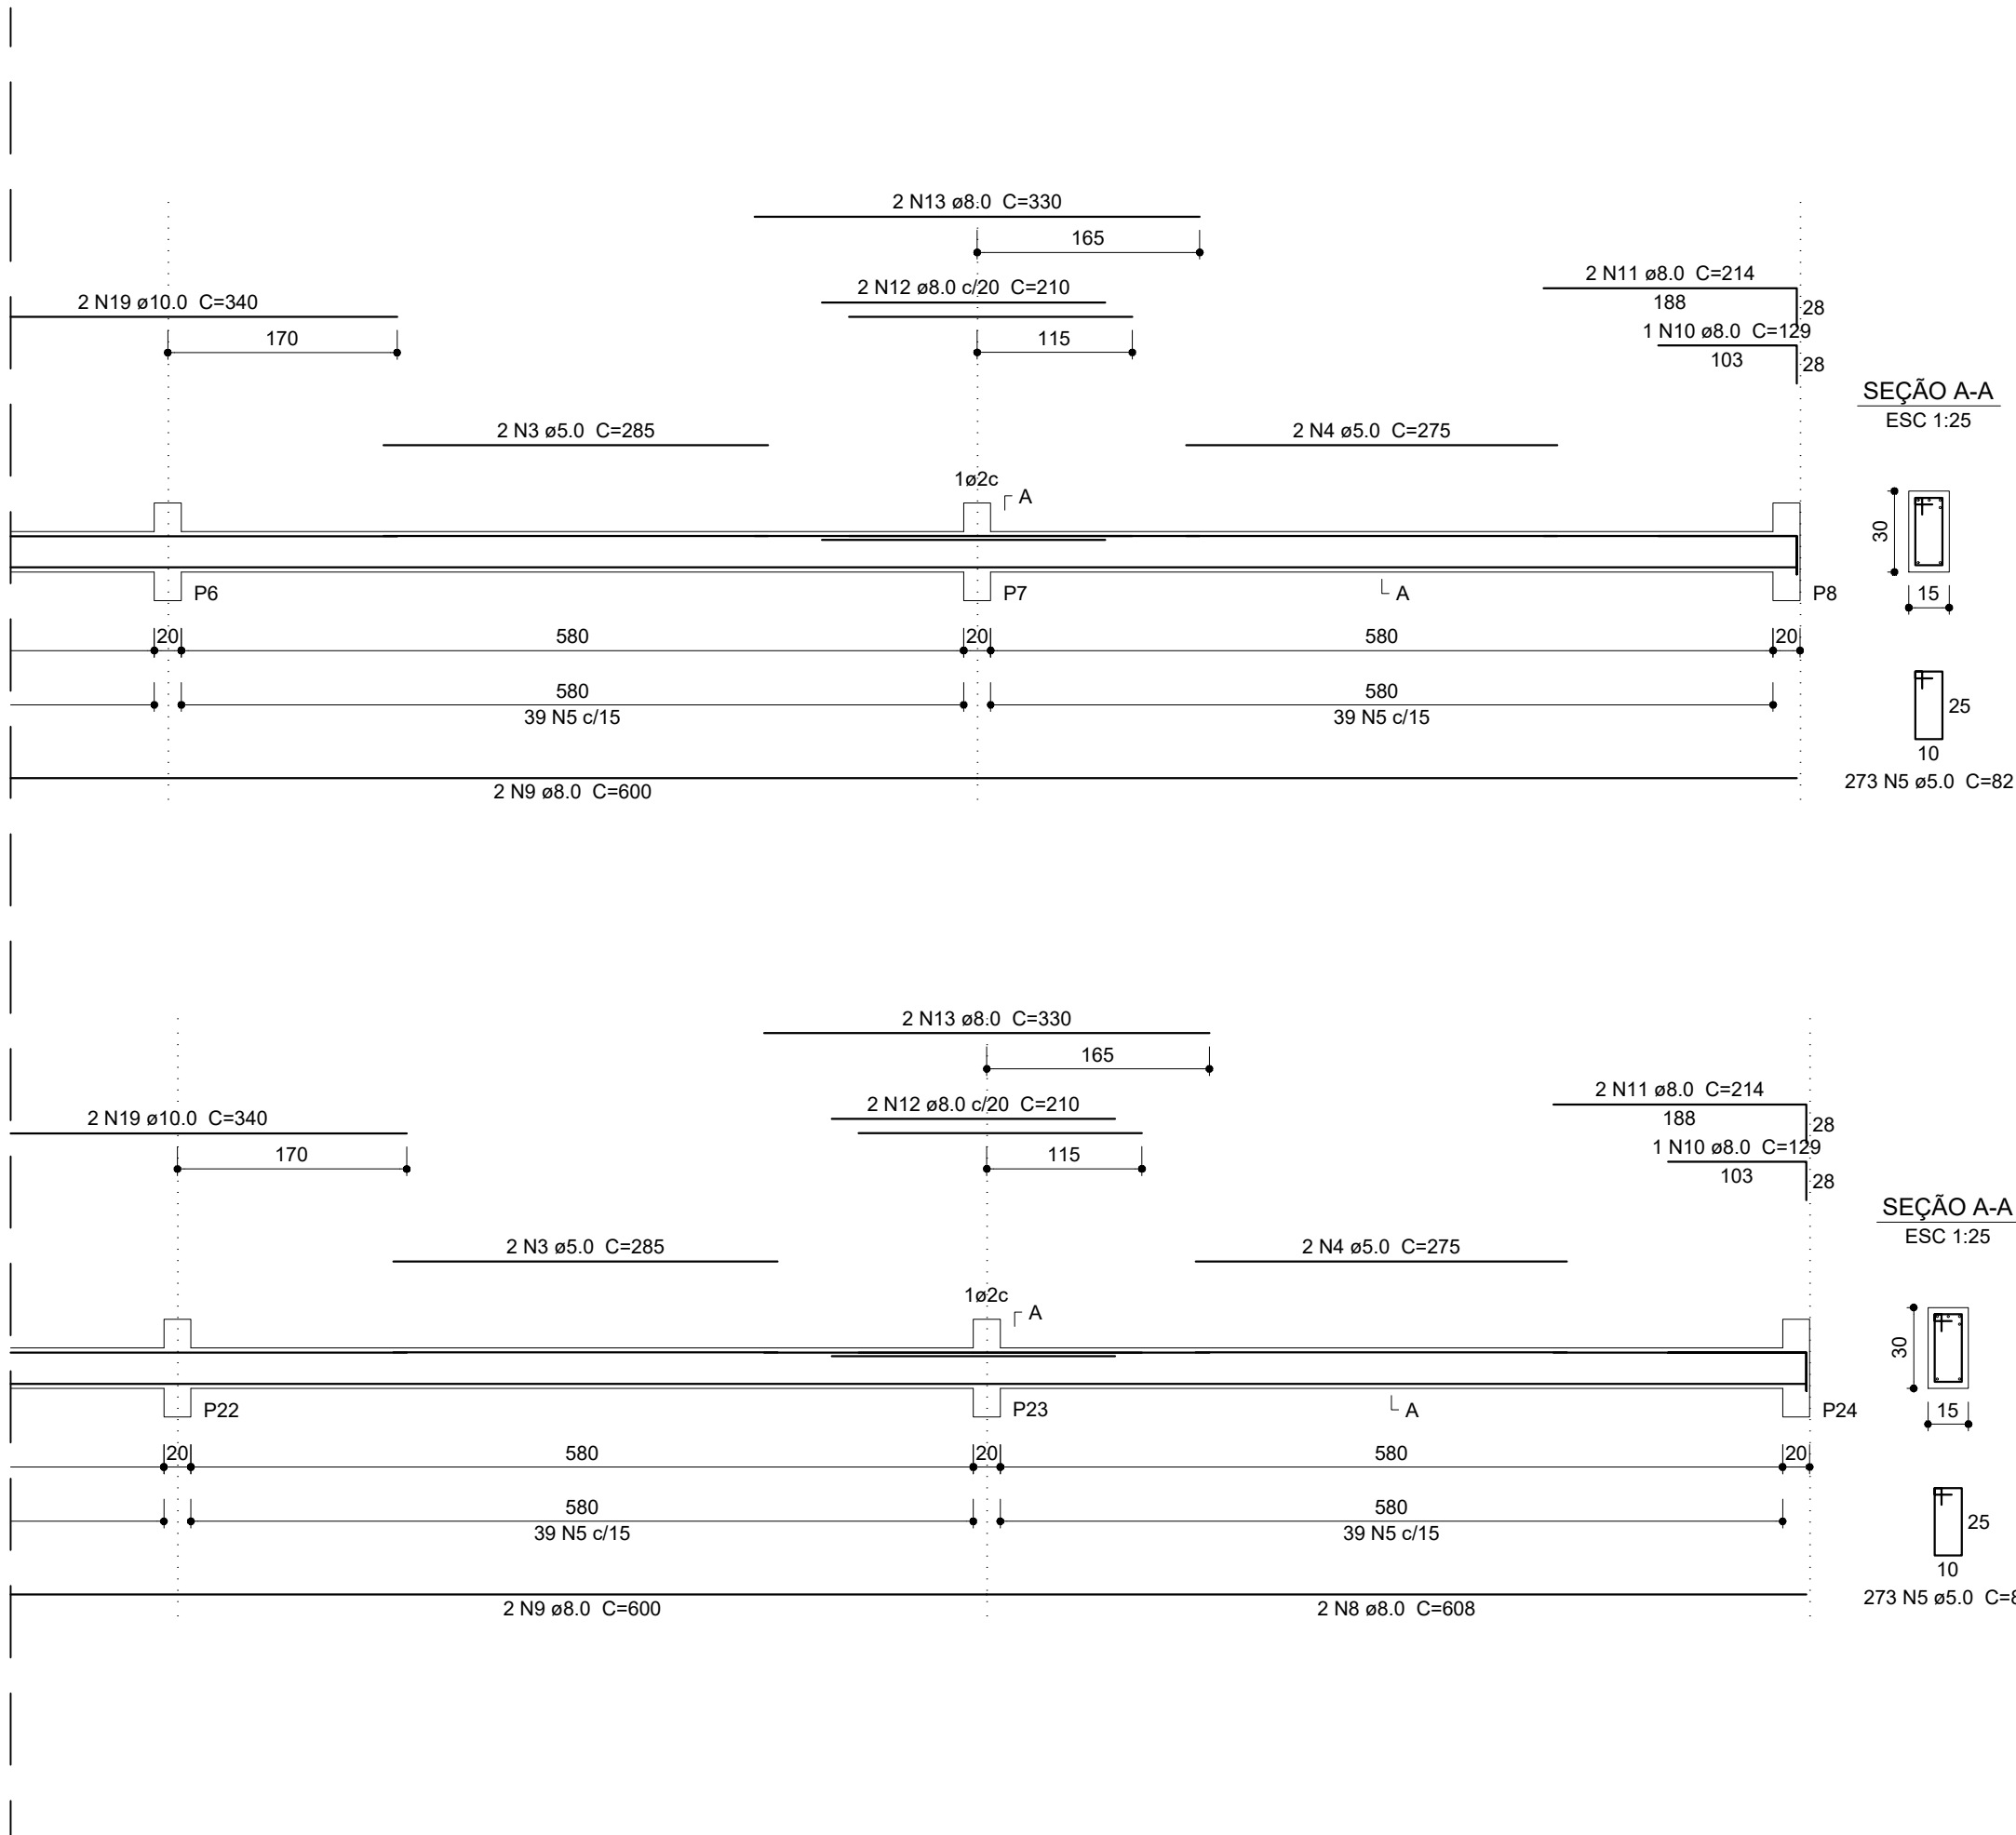 2 N13 ø8.0 C=330
165
2 N11 ø8.0 C=214
188
28
2 N19 ø10.0 C=340
170
2 N12 ø8.0 c/20 C=210
115
1 N10 ø8.0 C=129
103
28
SEÇÃO A-A
ESC 1:25
2 N3 ø5.0 C=285
2 N4 ø5.0 C=275
1ø2c
A
30
P6
P7
A
P8
15
20
580
20
580
20
580
39 N5 c/15
580
39 N5 c/15
25
10
273 N5 ø5.0 C=82
2 N9 ø8.0 C=600
2 N13 ø8.0 C=330
165
2 N11 ø8.0 C=214
188
28
2 N19 ø10.0 C=340
170
2 N12 ø8.0 c/20 C=210
115
1 N10 ø8.0 C=129
103
28
SEÇÃO A-A
ESC 1:25
2 N3 ø5.0 C=285
2 N4 ø5.0 C=275
1ø2c
A
30
P22
P23
A
P24
15
20
580
20
580
20
580
39 N5 c/15
580
39 N5 c/15
25
10
273 N5 ø5.0
2 N9 ø8.0 C=600
2 N8 ø8.0 C=608